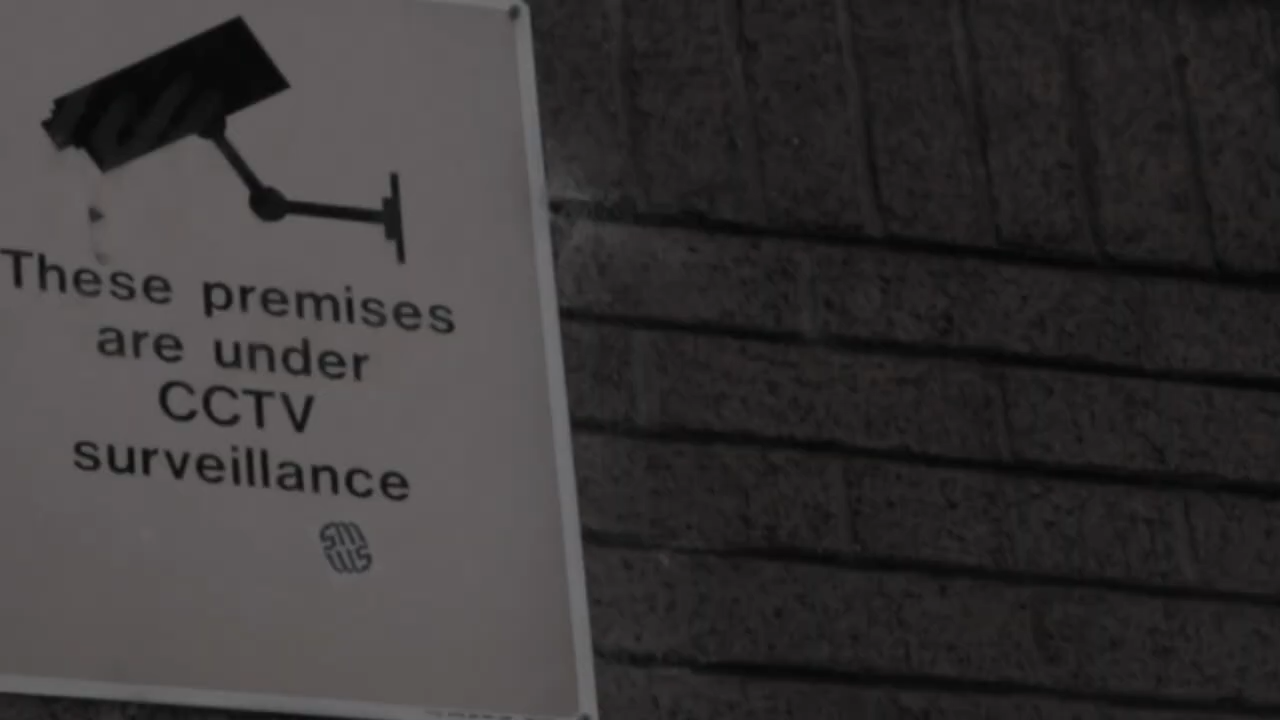 These premises
are under
CCTV
surveillance